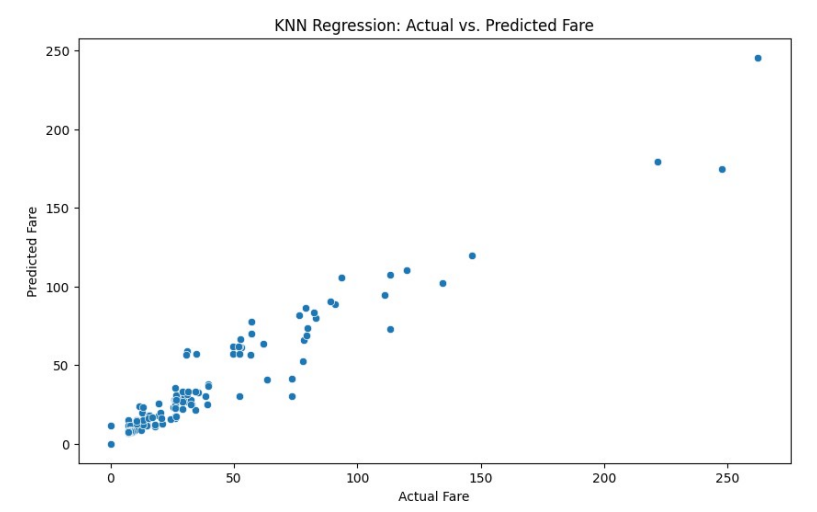 KNN Regression: Actual vs. Predicted Fare
250
200
150
100
50
0
Predicted Fare
0 50 100 150 200 250
Actual Fare